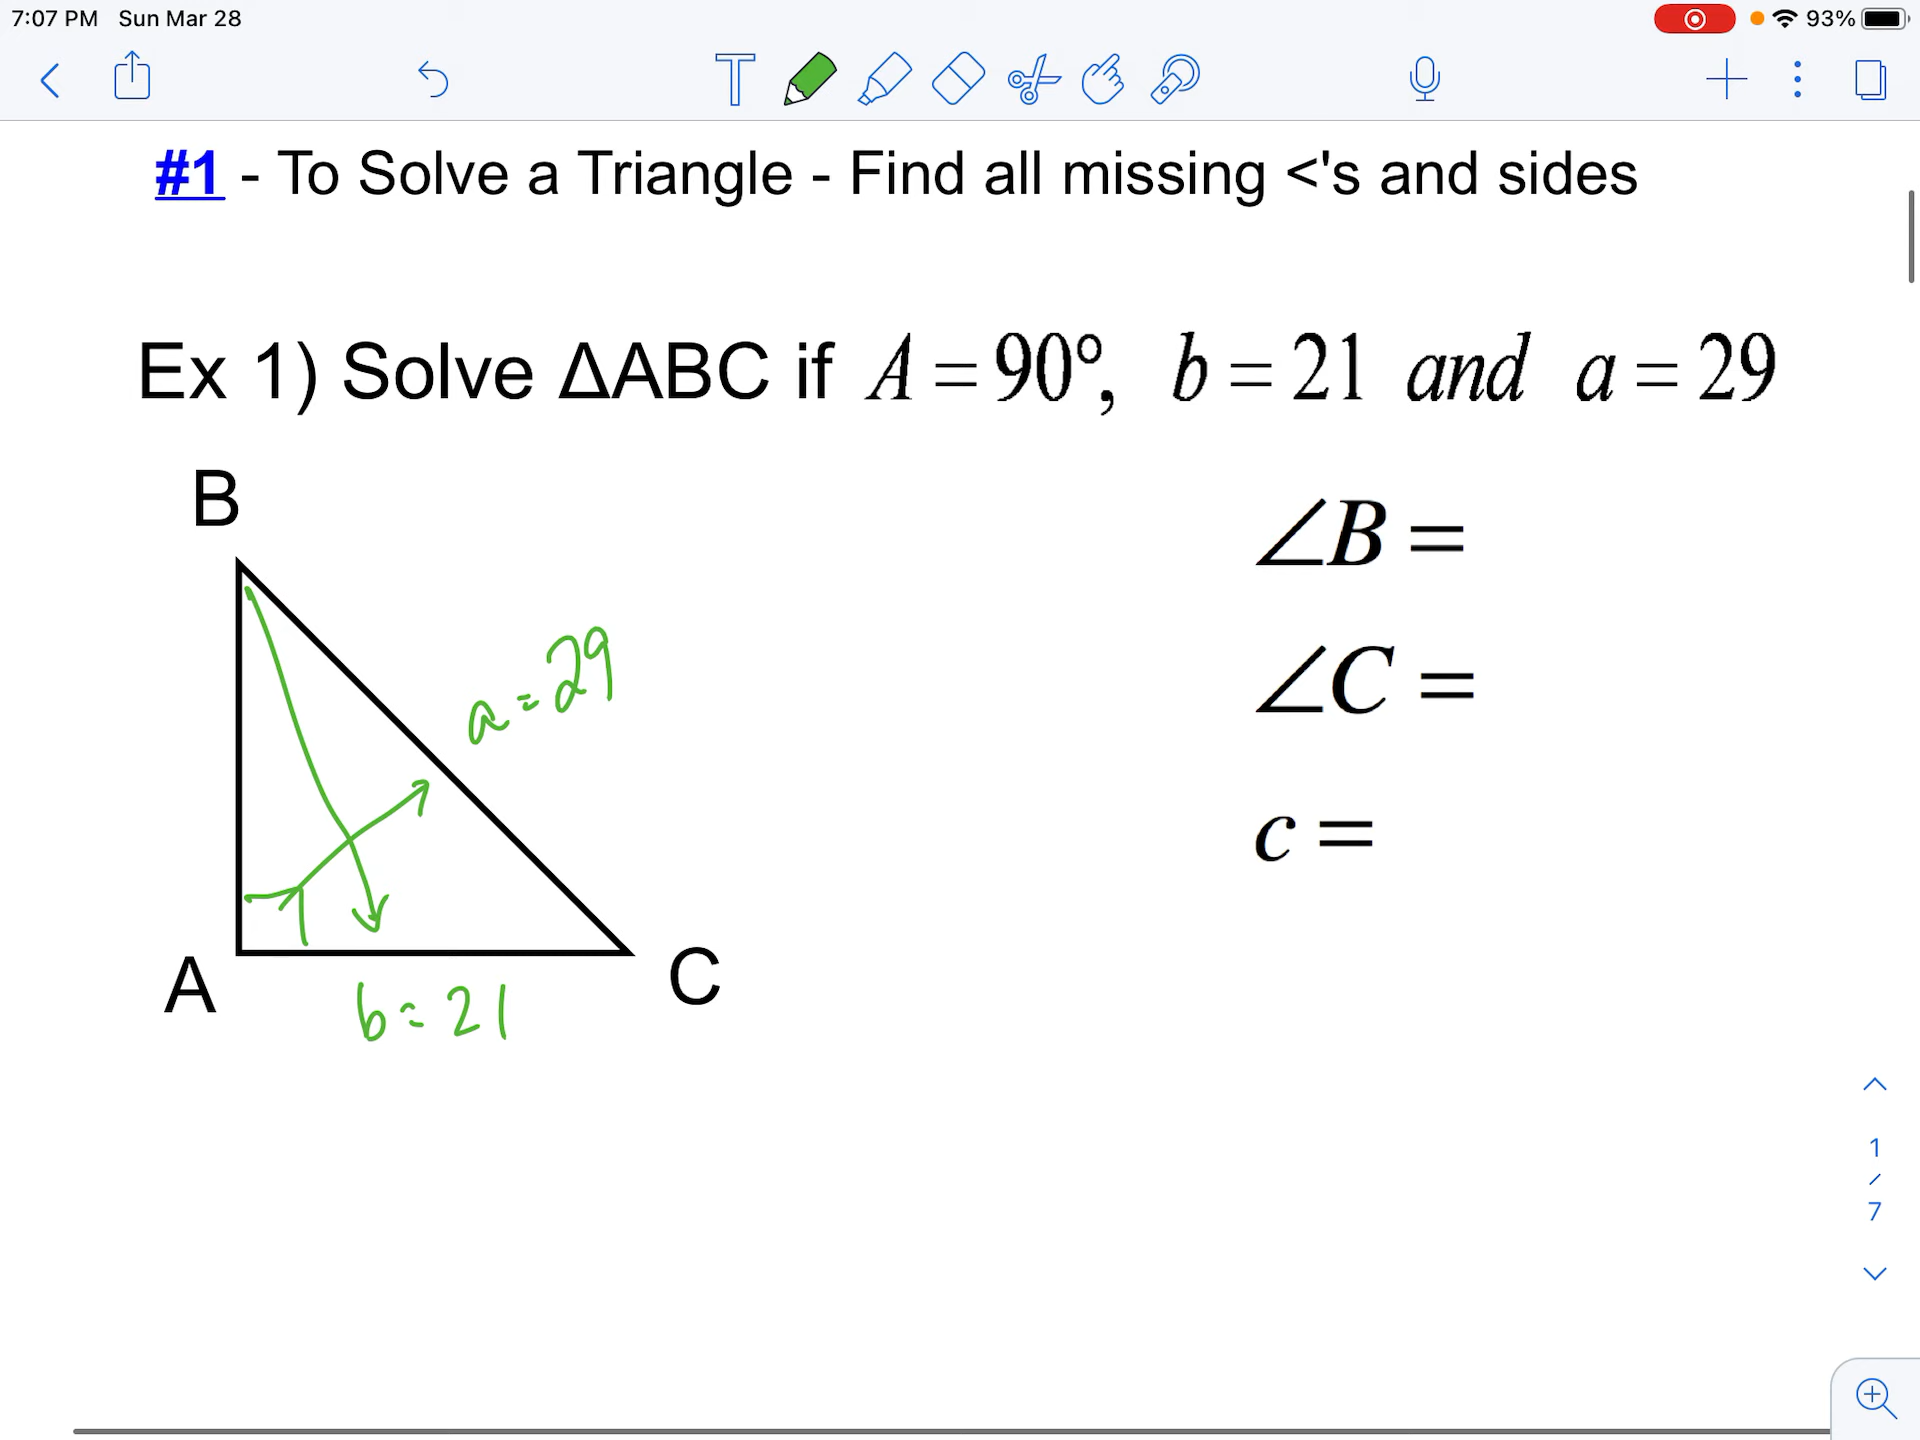 7:07 PM Sun Mar 28 93%
T
#1 - To Solve a Triangle - Find all missing <'s and sides
Ex 1) Solve ΔABC if A = 90°, b = 21 and a = 29
B
∠B =
a = 29
∠C =
c =
A
C
b = 21
1
/
7